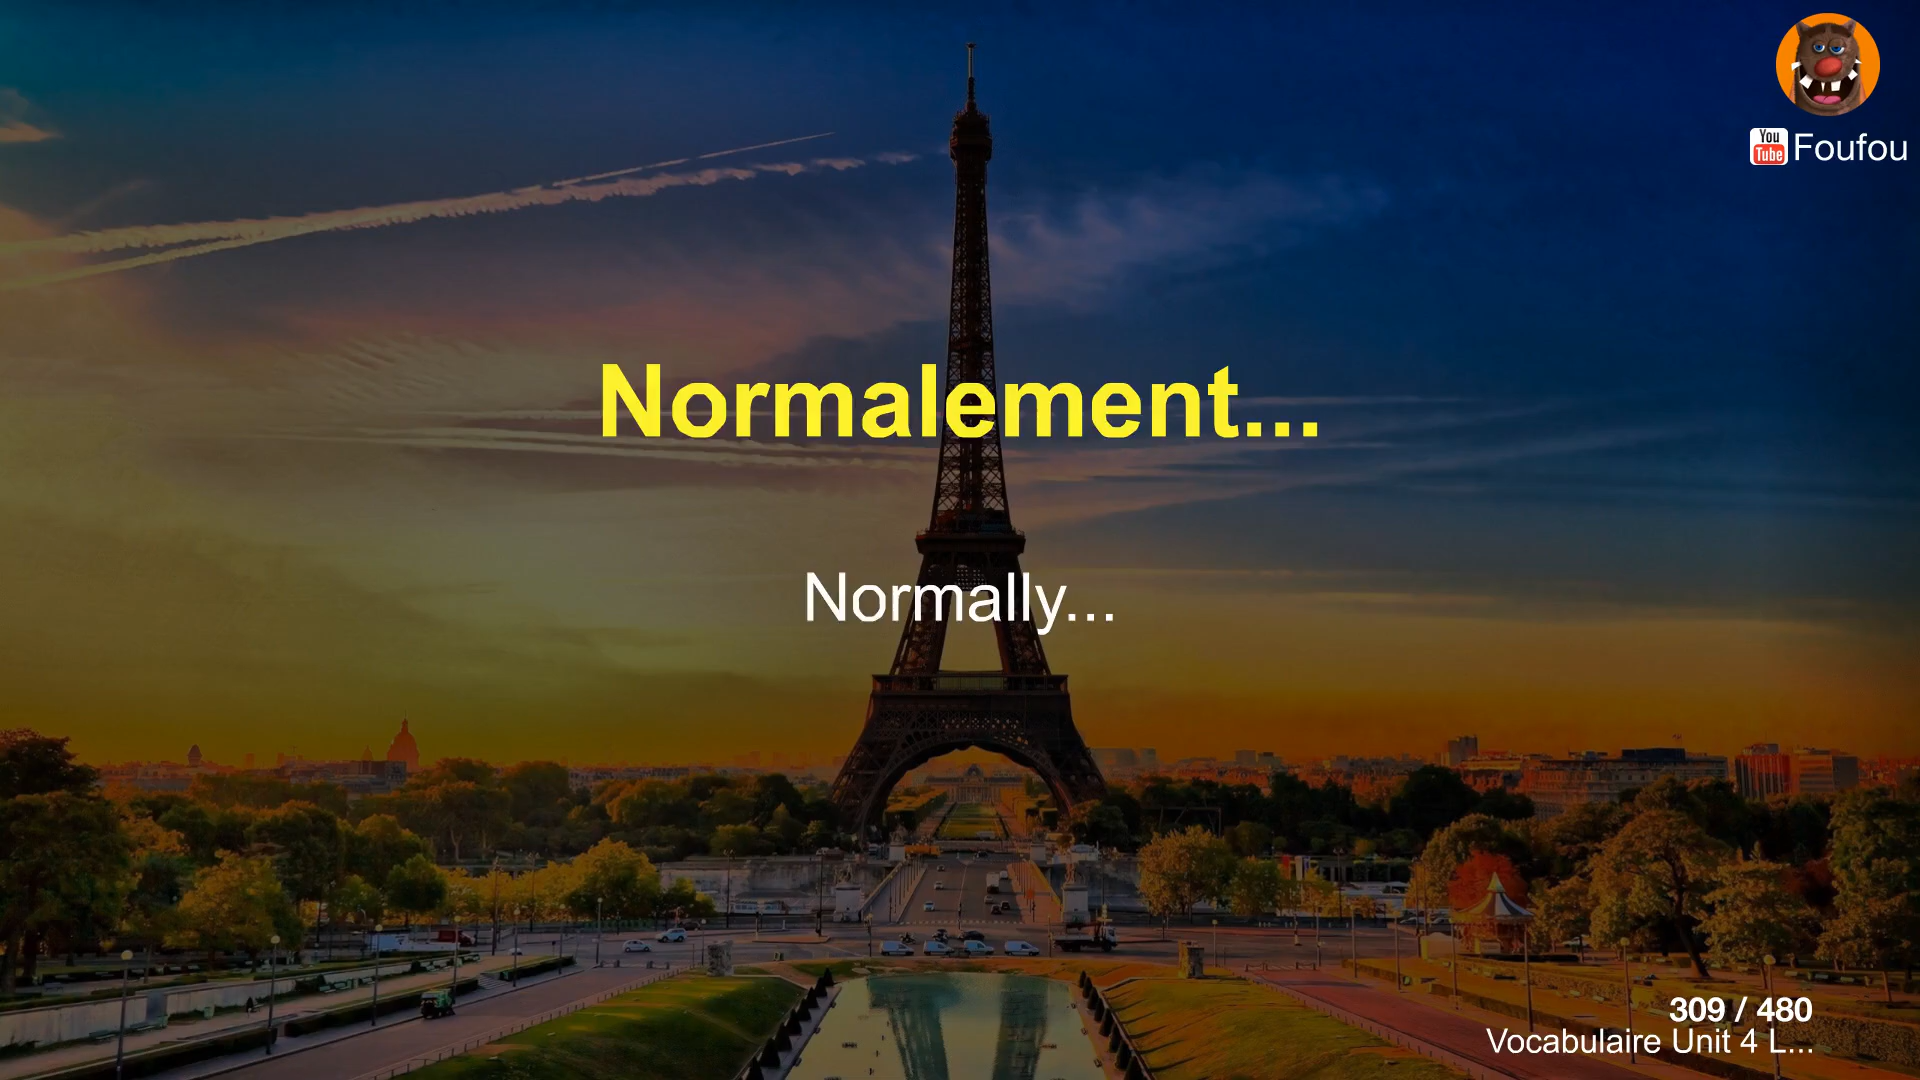 You
Tube
Foufou
Normalement...
Normally...
309 / 480
Vocabulaire Unit 4 L...